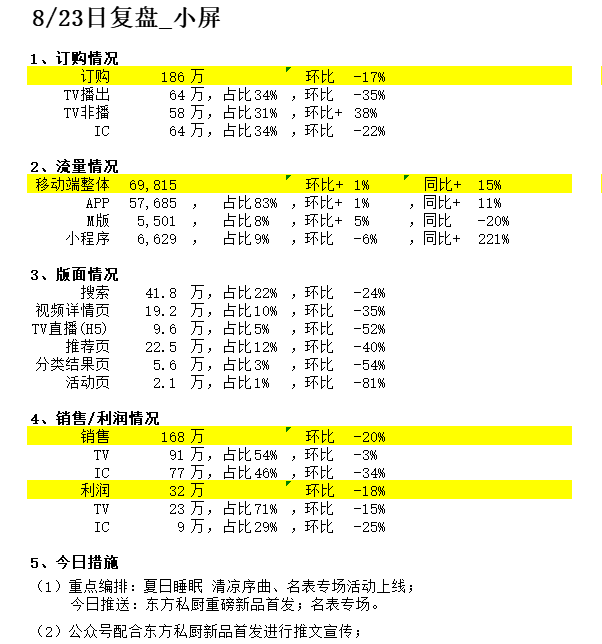 8/23日复盘_小屏
1、订购情况
订购 186 万 环比 -17%
TV播出 64 万，占比34% ，环比 -35%
TV非播 58 万，占比31% ，环比+ 38%
IC 64 万，占比34% ，环比 -22%
2、流量情况
移动端整体 69,815 环比+ 1% 同比+ 15%
APP 57,685 ， 占比83% ，环比+ 1% ，同比+ 11%
M版 5,501 ， 占比8% ，环比+ 5% ，同比 -20%
小程序 6,629 ， 占比9% ，环比 -6% ，同比+ 221%
3、版面情况
搜索 41.8 万，占比22% ，环比 -24%
视频详情页 19.2 万，占比10% ，环比 -35%
TV直播(H5) 9.6 万，占比5% ，环比 -52%
推荐页 22.5 万，占比12% ，环比 -40%
分类结果页 5.6 万，占比3% ，环比 -54%
活动页 2.1 万，占比1% ，环比 -81%
4、销售/利润情况
销售 168 万 环比 -20%
TV 91 万，占比54% ，环比 -3%
IC 77 万，占比46% ，环比 -34%
利润 32 万 环比 -18%
TV 23 万，占比71% ，环比 -15%
IC 9 万，占比29% ，环比 -25%
5、今日措施
（1）重点编排：夏日睡眠 清凉序曲、名表专场活动上线；
今日推送：东方私厨重磅新品首发；名表专场。
（2）公众号配合东方私厨新品首发进行推文宣传；